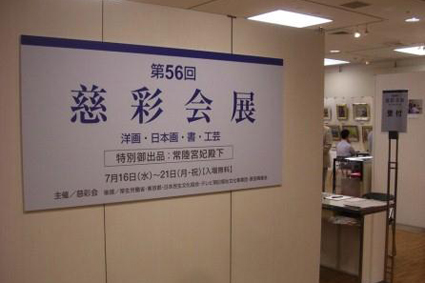 第56回
慈彩会展
洋画・日本画・書・工芸
特別御出品：常陸宮妃殿下
7月16日(水)～21日(月・祝)【入場無料】
主催／慈彩会
受付